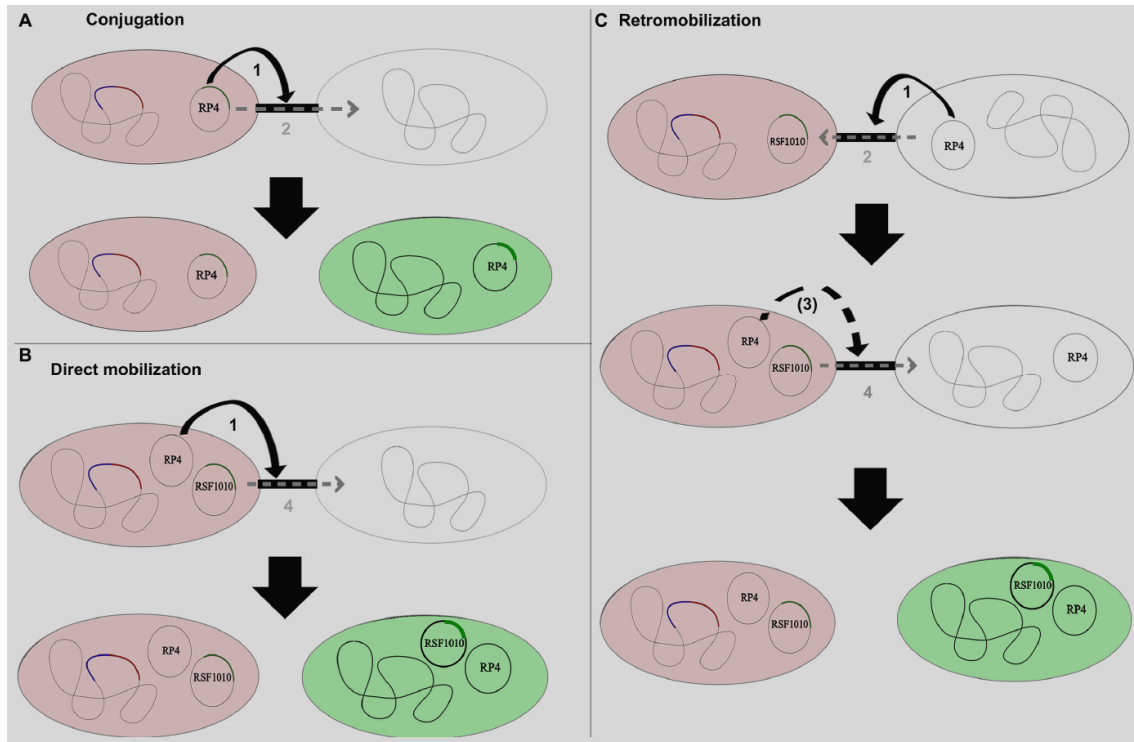 A Conjugation
1
RP4
2
RP4
RP4
B
Direct mobilization
1
RP4
RSF1010
4
RP4
RSF1010
RSF1010
RP4
C Retromobilization
1
RSF1010
RP4
2
(3)
RP4
RP4
RSF1010
4
RSF1010
RP4
RP4
RSF1010